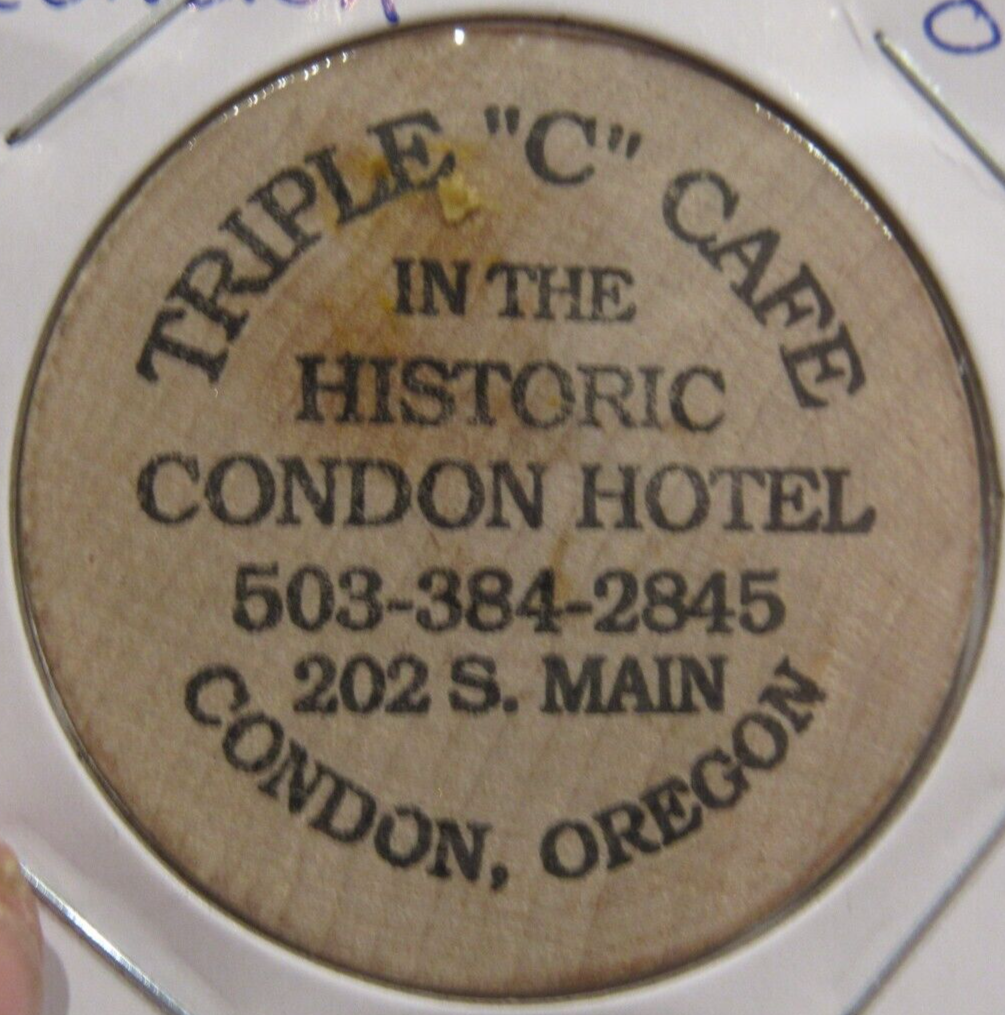 TRIPLE "C" CAFE
IN THE
HISTORIC
CONDON HOTEL
503-384-2845
202 S. MAIN
CONDON, OREGON